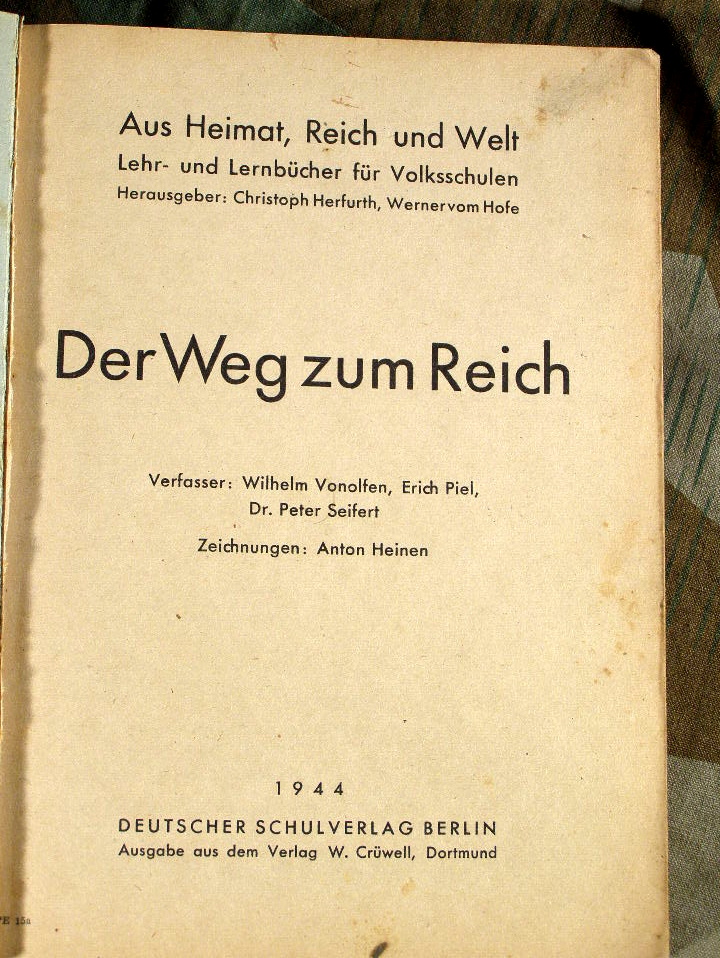 Aus Heimat, Reich und Welt
Lehr- und Lernbücher für Volksschulen
Herausgeber: Christoph Herfurth, Werner vom Hofe
Der Weg zum Reich
Verfasser: Wilhelm Vonolfen, Erich Piel,
Dr. Peter Seifert
Zeichnungen: Anton Heinen
1944
DEUTSCHER SCHULVERLAG BERLIN
Ausgabe aus dem Verlag W. Crüwell, Dortmund
15a